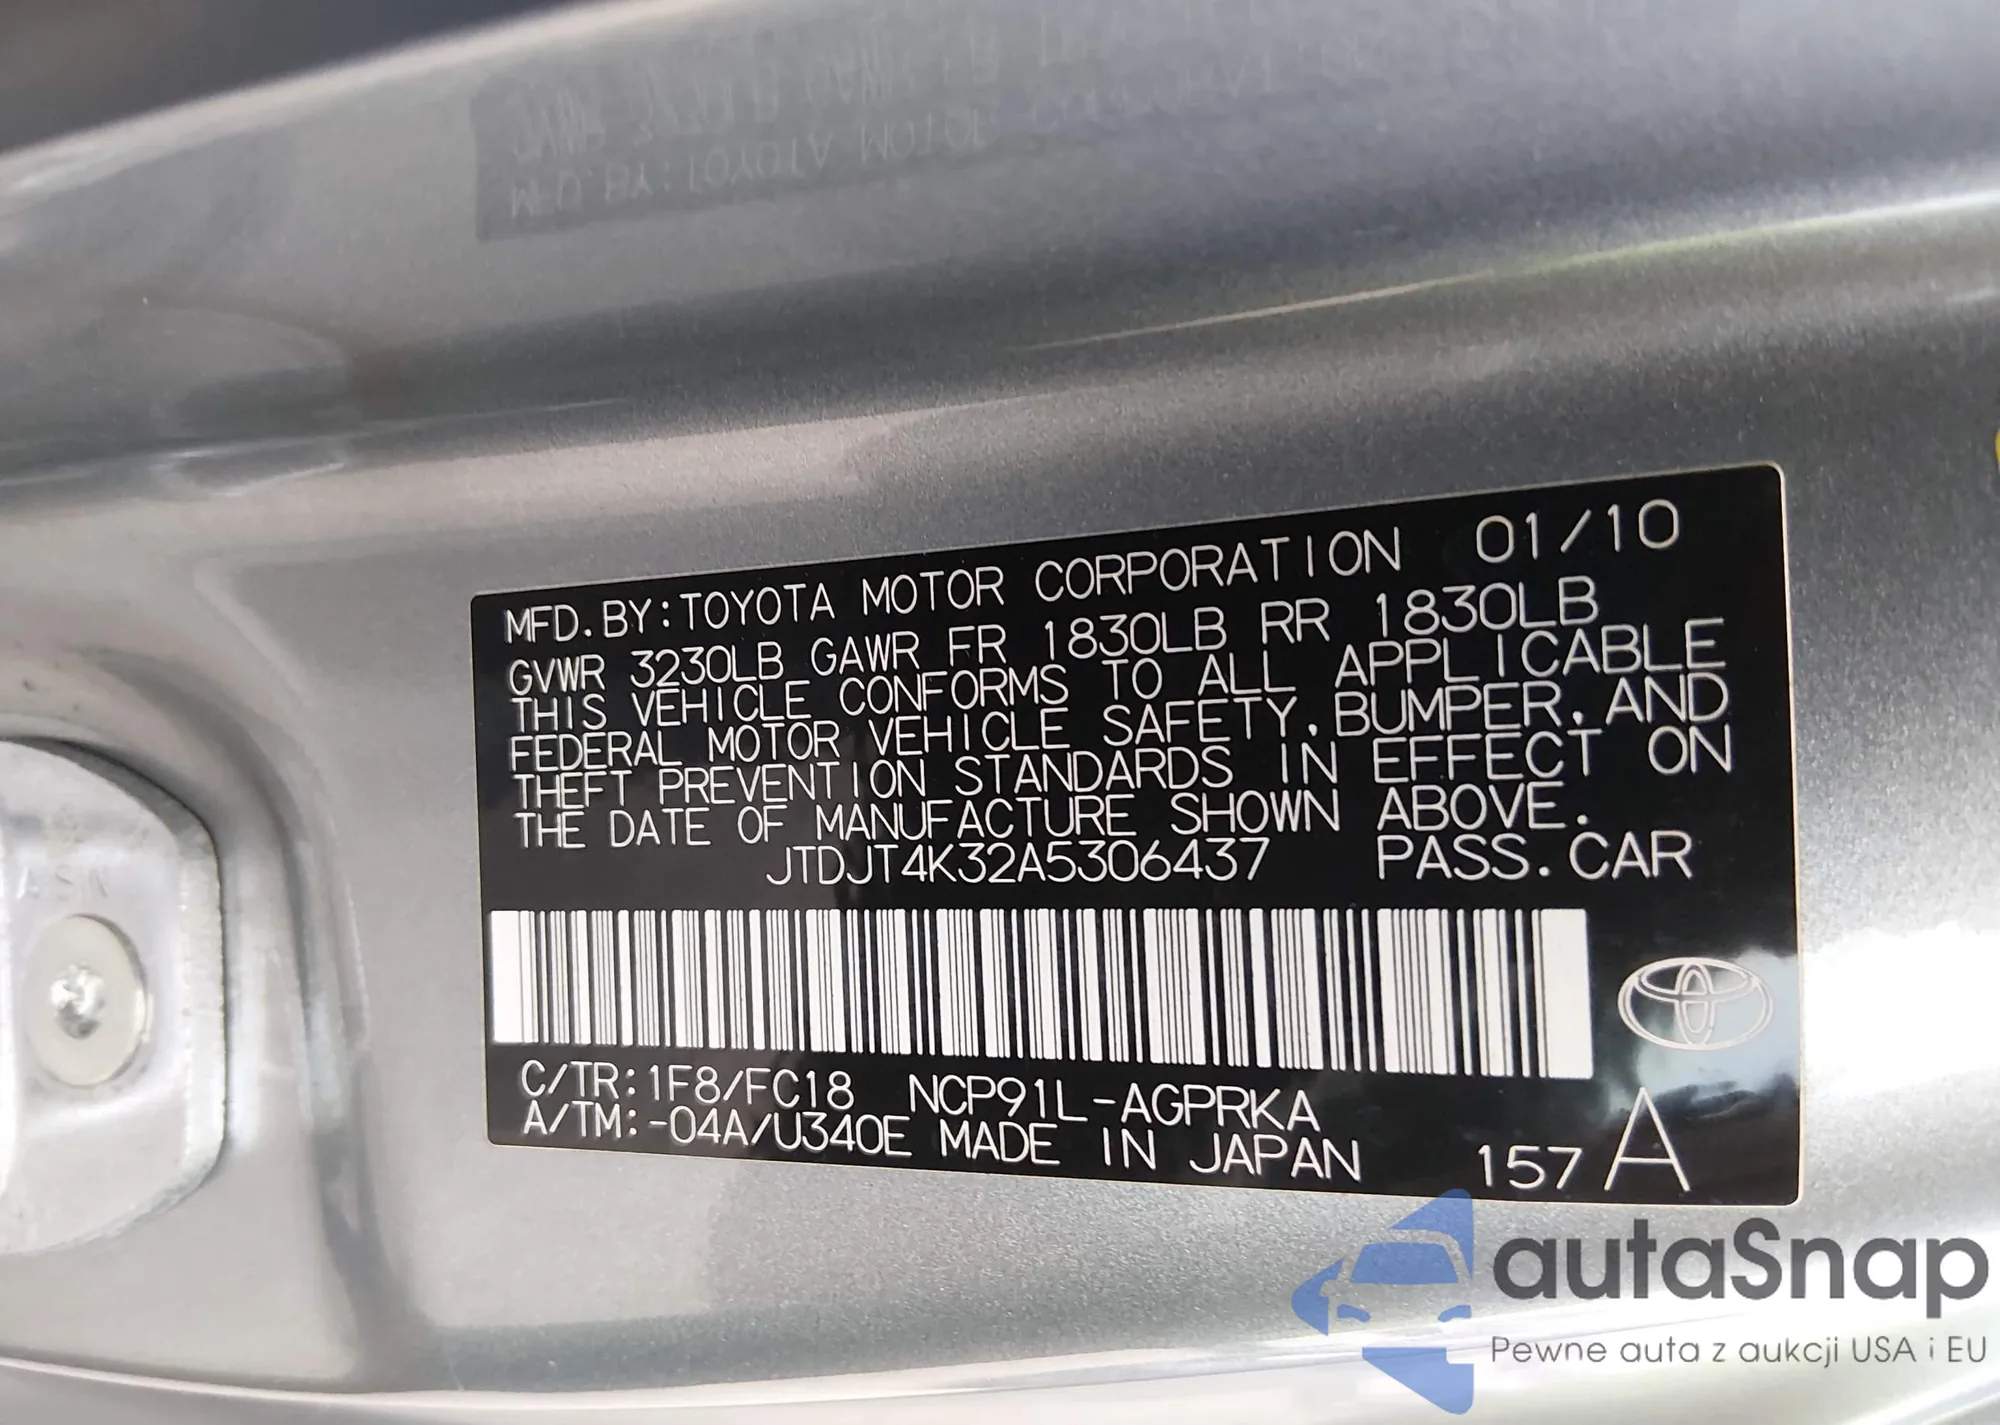 MFD.BY:TOYOTA MOTOR CORPORATION 01/10
GVWR 3230LB GAWR FR 1830LB RR 1830LB
THIS VEHICLE CONFORMS TO ALL APPLICABLE
FEDERAL MOTOR VEHICLE SAFETY,BUMPER,AND
THEFT PREVENTION STANDARDS IN EFFECT ON
THE DATE OF MANUFACTURE SHOWN ABOVE.
JTDJT4K32A5306437 PASS.CAR
C/TR:1F8/FC18 NCP91L-AGPRKA
A/TM:-04A/U340E MADE IN JAPAN 157 A
autaSnap
Pewne auta z aukcji USA i EU